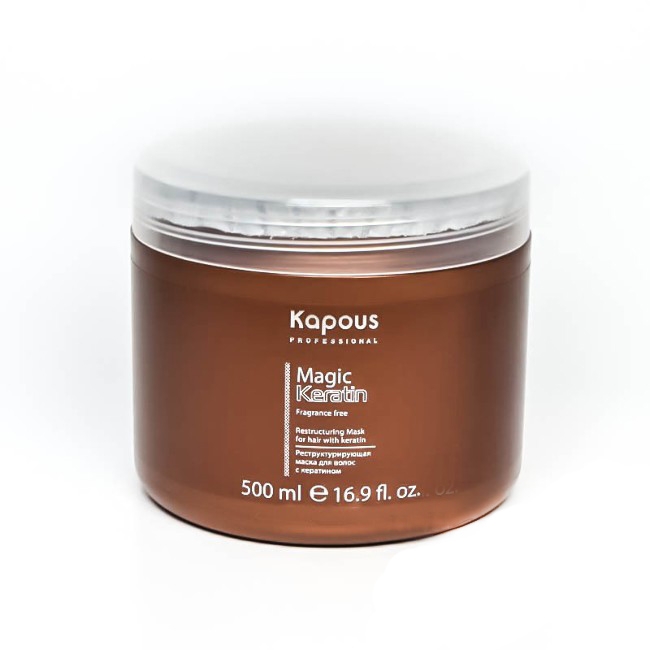 Kapous
PROFESSIONAL
Magic
Keratin
Fragrance free
Restructuring Mask
for hair with keratin
Реструктурирующая
маска для волос
с кератином
500 ml ℮ 16.9 fl. oz. oz.